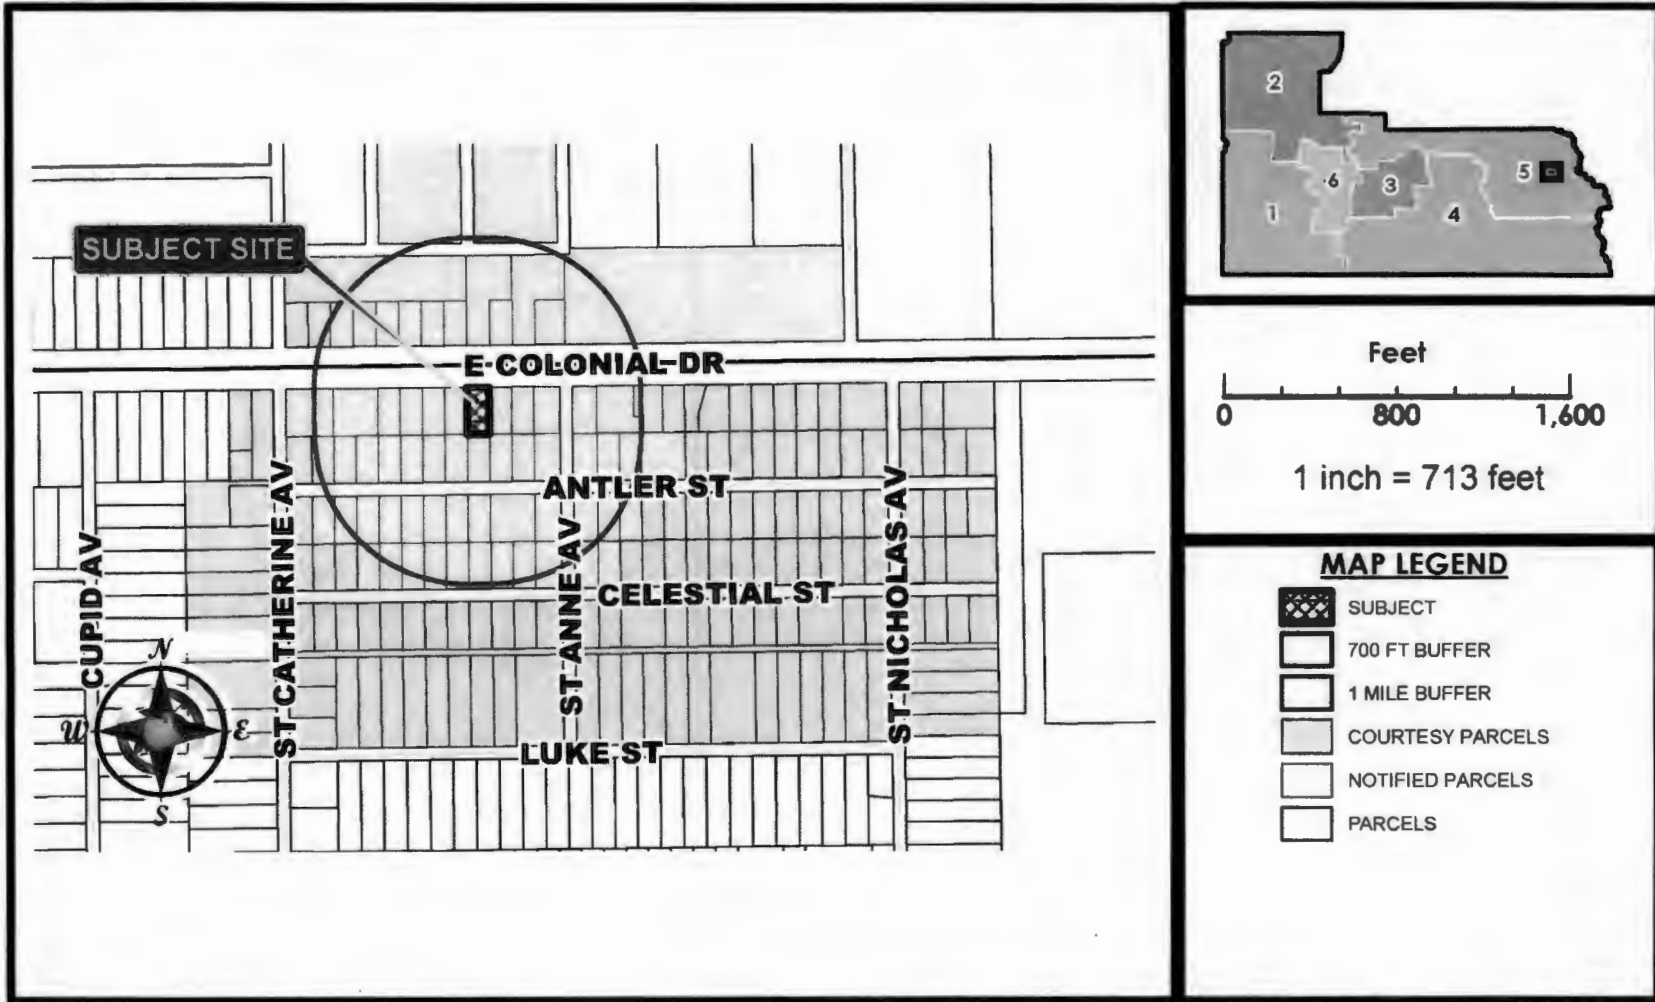 SUBJECT SITE
E COLONIAL DR
ANTLER ST
CELESTIAL ST
LUKE ST
CUPID AV
ST CATHERINE AV
ST ANNE AV
ST NICHOLAS AV
N
W
E
S
2
5
6
3
1
4
Feet
0 800 1,600
1 inch = 713 feet
MAP LEGEND
SUBJECT
700 FT BUFFER
1 MILE BUFFER
COURTESY PARCELS
NOTIFIED PARCELS
PARCELS